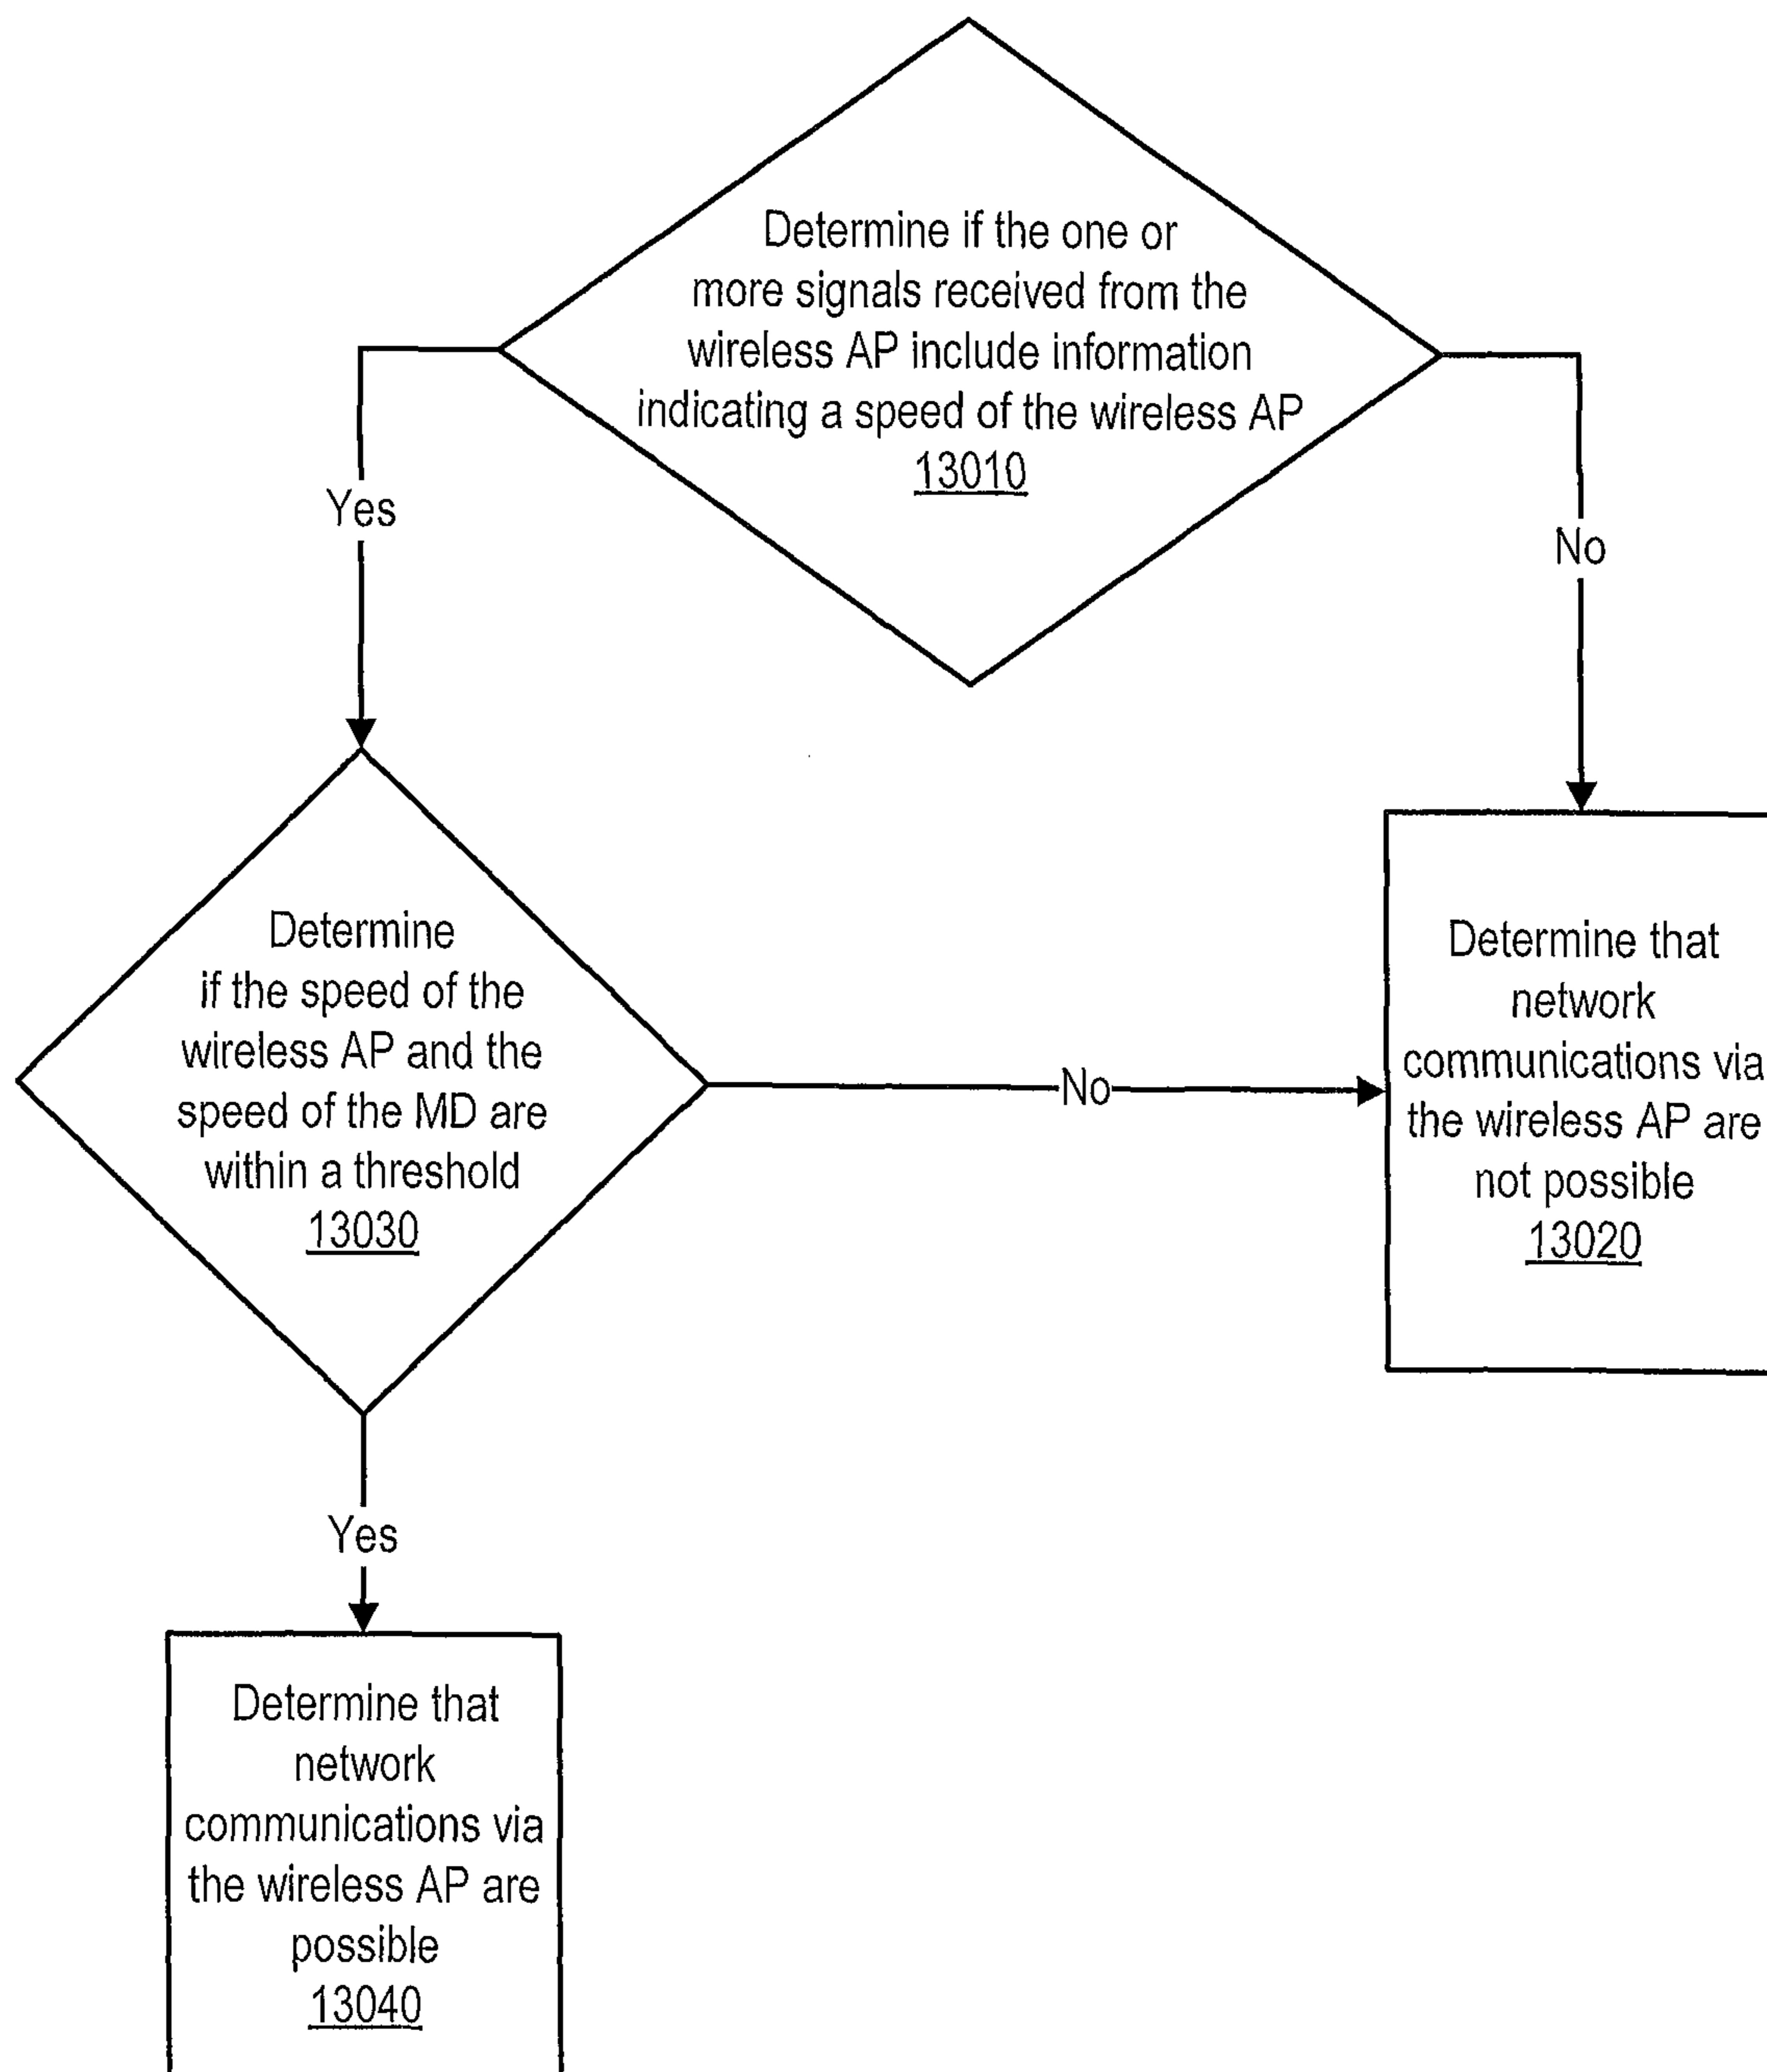 Determine if the one or
more signals received from the
wireless AP include information
indicating a speed of the wireless AP
13010
Yes
No
Determine
if the speed of the
wireless AP and the
speed of the MD are
within a threshold
13030
No
Determine that
network
communications via
the wireless AP are
not possible
13020
Yes
Determine that
network
communications via
the wireless AP are
possible
13040